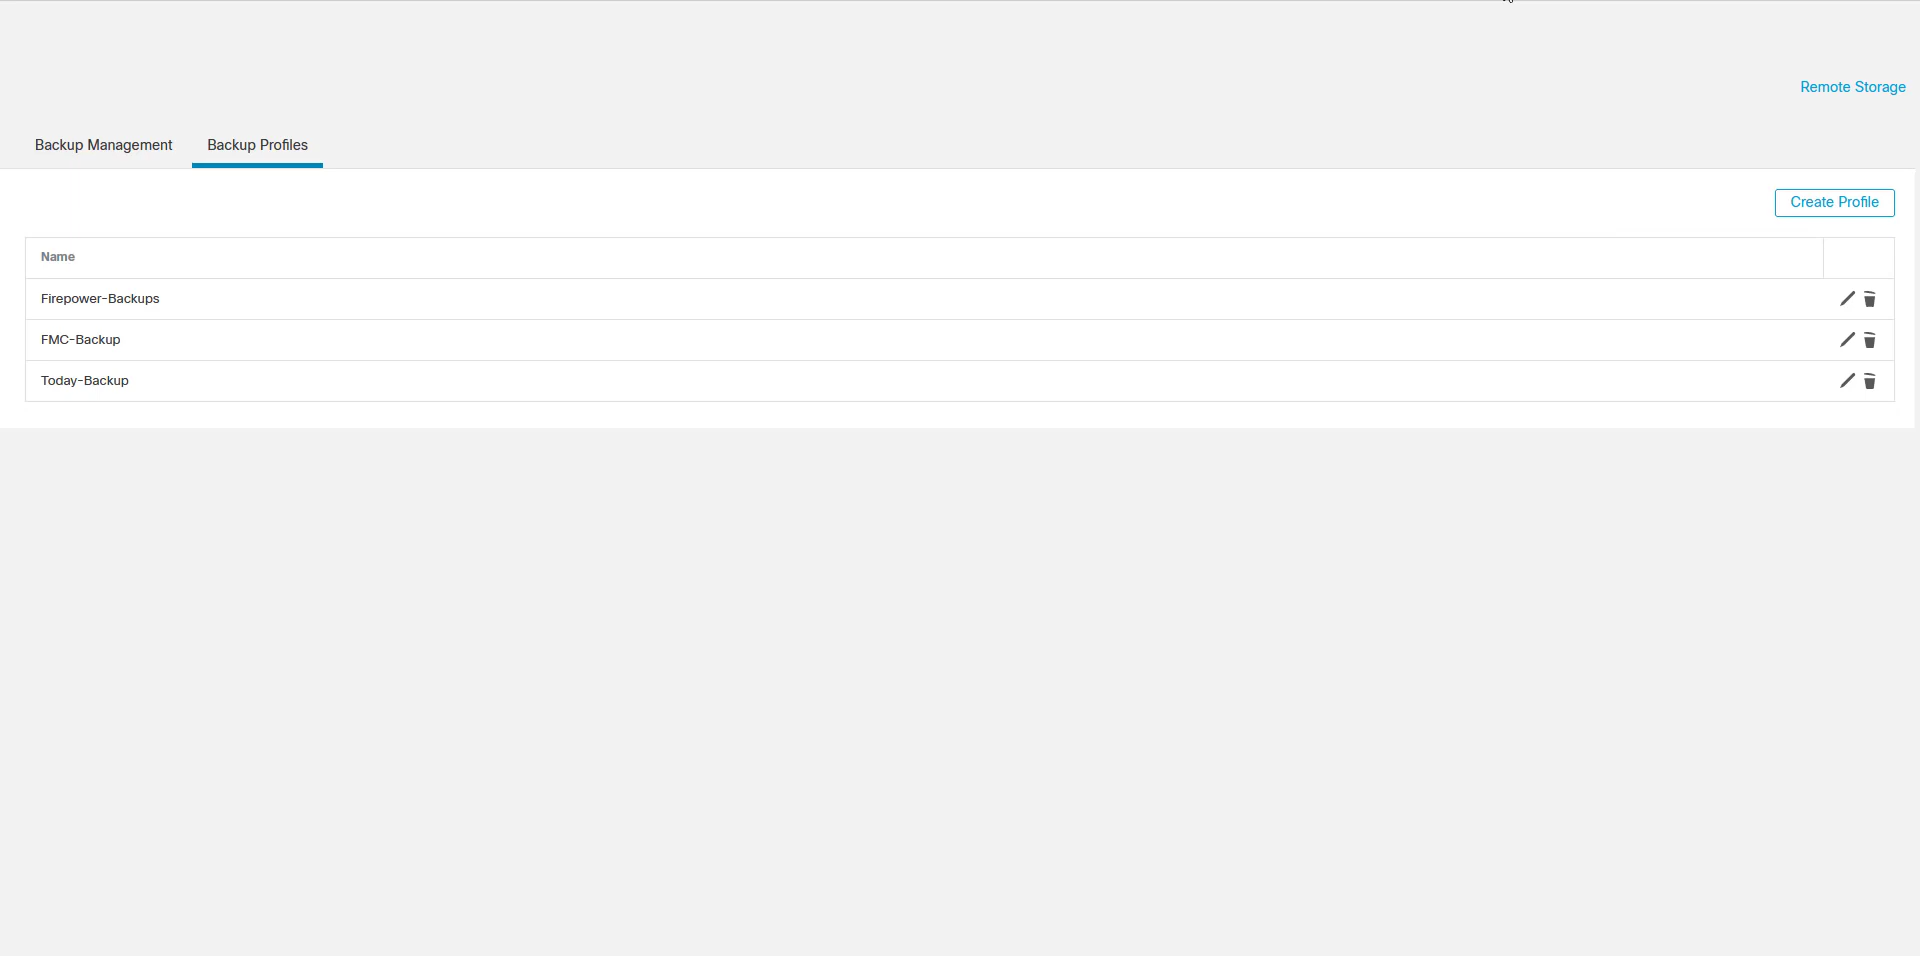 Remote Storage
Backup Management Backup Profiles
Create Profile
Name
Firepower-Backups
FMC-Backup
Today-Backup